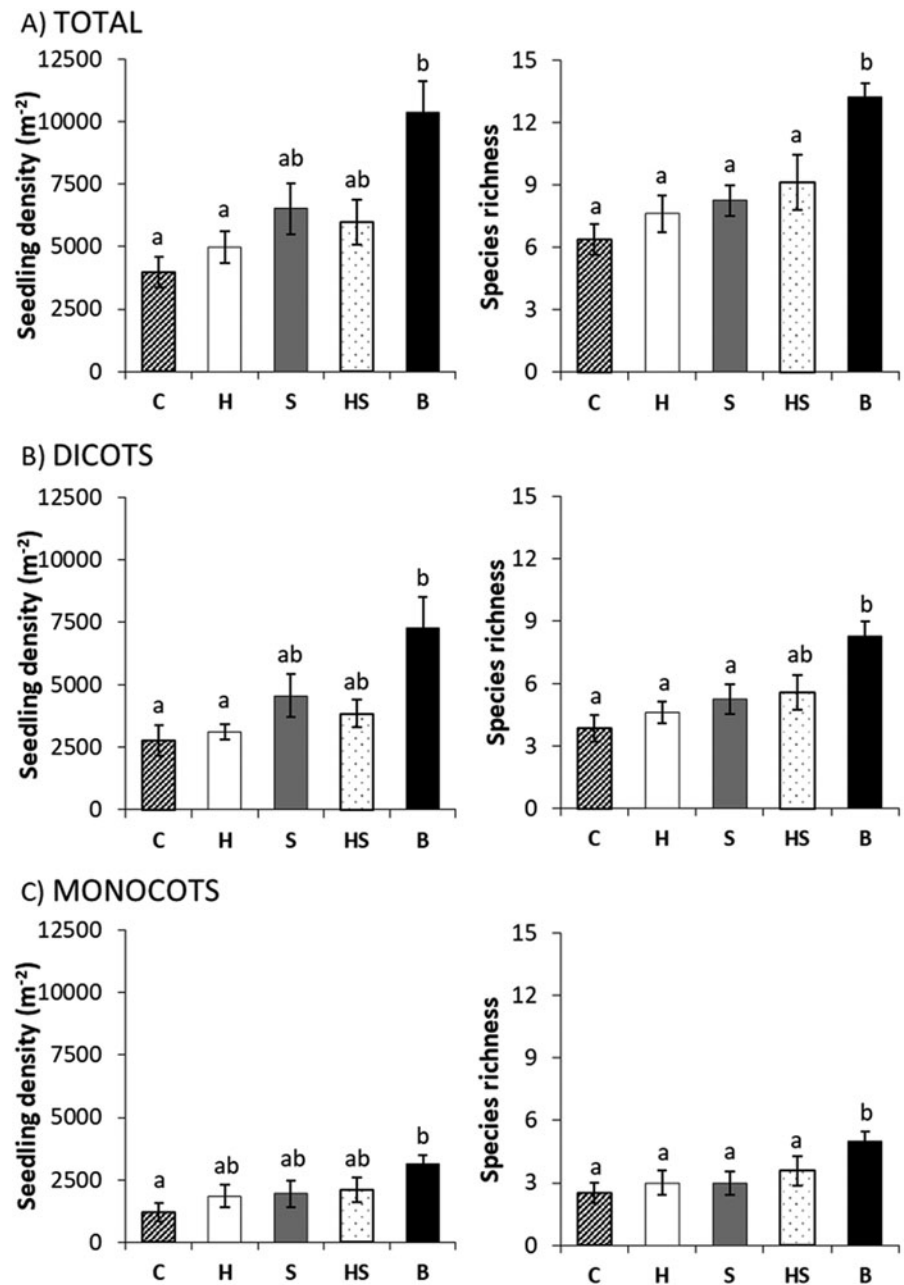 A) TOTAL
Seedling density (m⁻²)
12500
10000
7500
5000
2500
0
a
a
ab
ab
b
C H S HS B
Species richness
15
12
9
6
3
0
a
a
a
a
b
C H S HS B
B) DICOTS
Seedling density (m⁻²)
12500
10000
7500
5000
2500
0
a
a
ab
ab
b
C H S HS B
Species richness
15
12
9
6
3
0
a
a
a
ab
b
C H S HS B
C) MONOCOTS
Seedling density (m⁻²)
12500
10000
7500
5000
2500
0
a
ab
ab
ab
b
C H S HS B
Species richness
15
12
9
6
3
0
a
a
a
a
b
C H S HS B